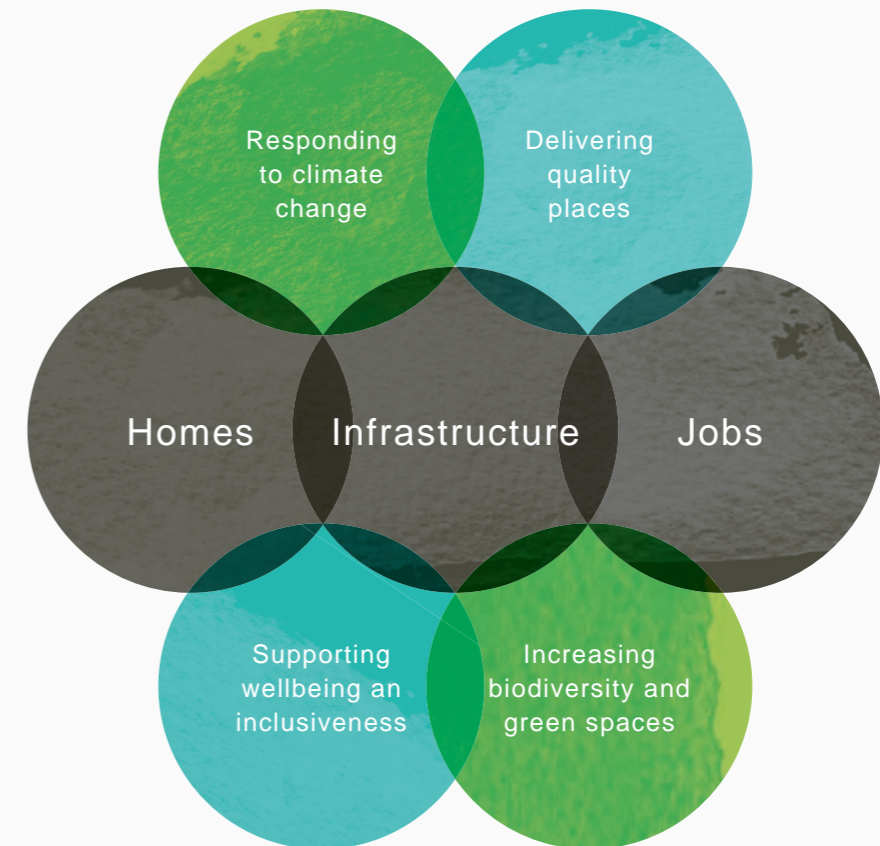 Responding
to climate
change
Delivering
quality
places
Homes
Infrastructure
Jobs
Supporting
wellbeing an
inclusiveness
Increasing
biodiversity and
green spaces